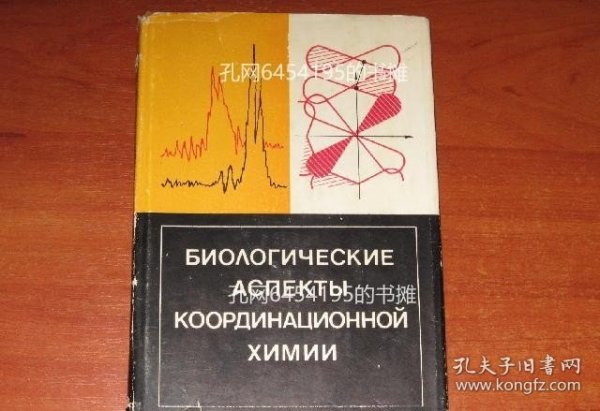 孔网6454195的书摊
БИОЛОГИЧЕСКИЕ
АСПЕКТЫ
孔网6454195的书摊
КООРДИНАЦИОННОЙ
ХИМИИ
孔夫子旧书网
www.kongfz.com